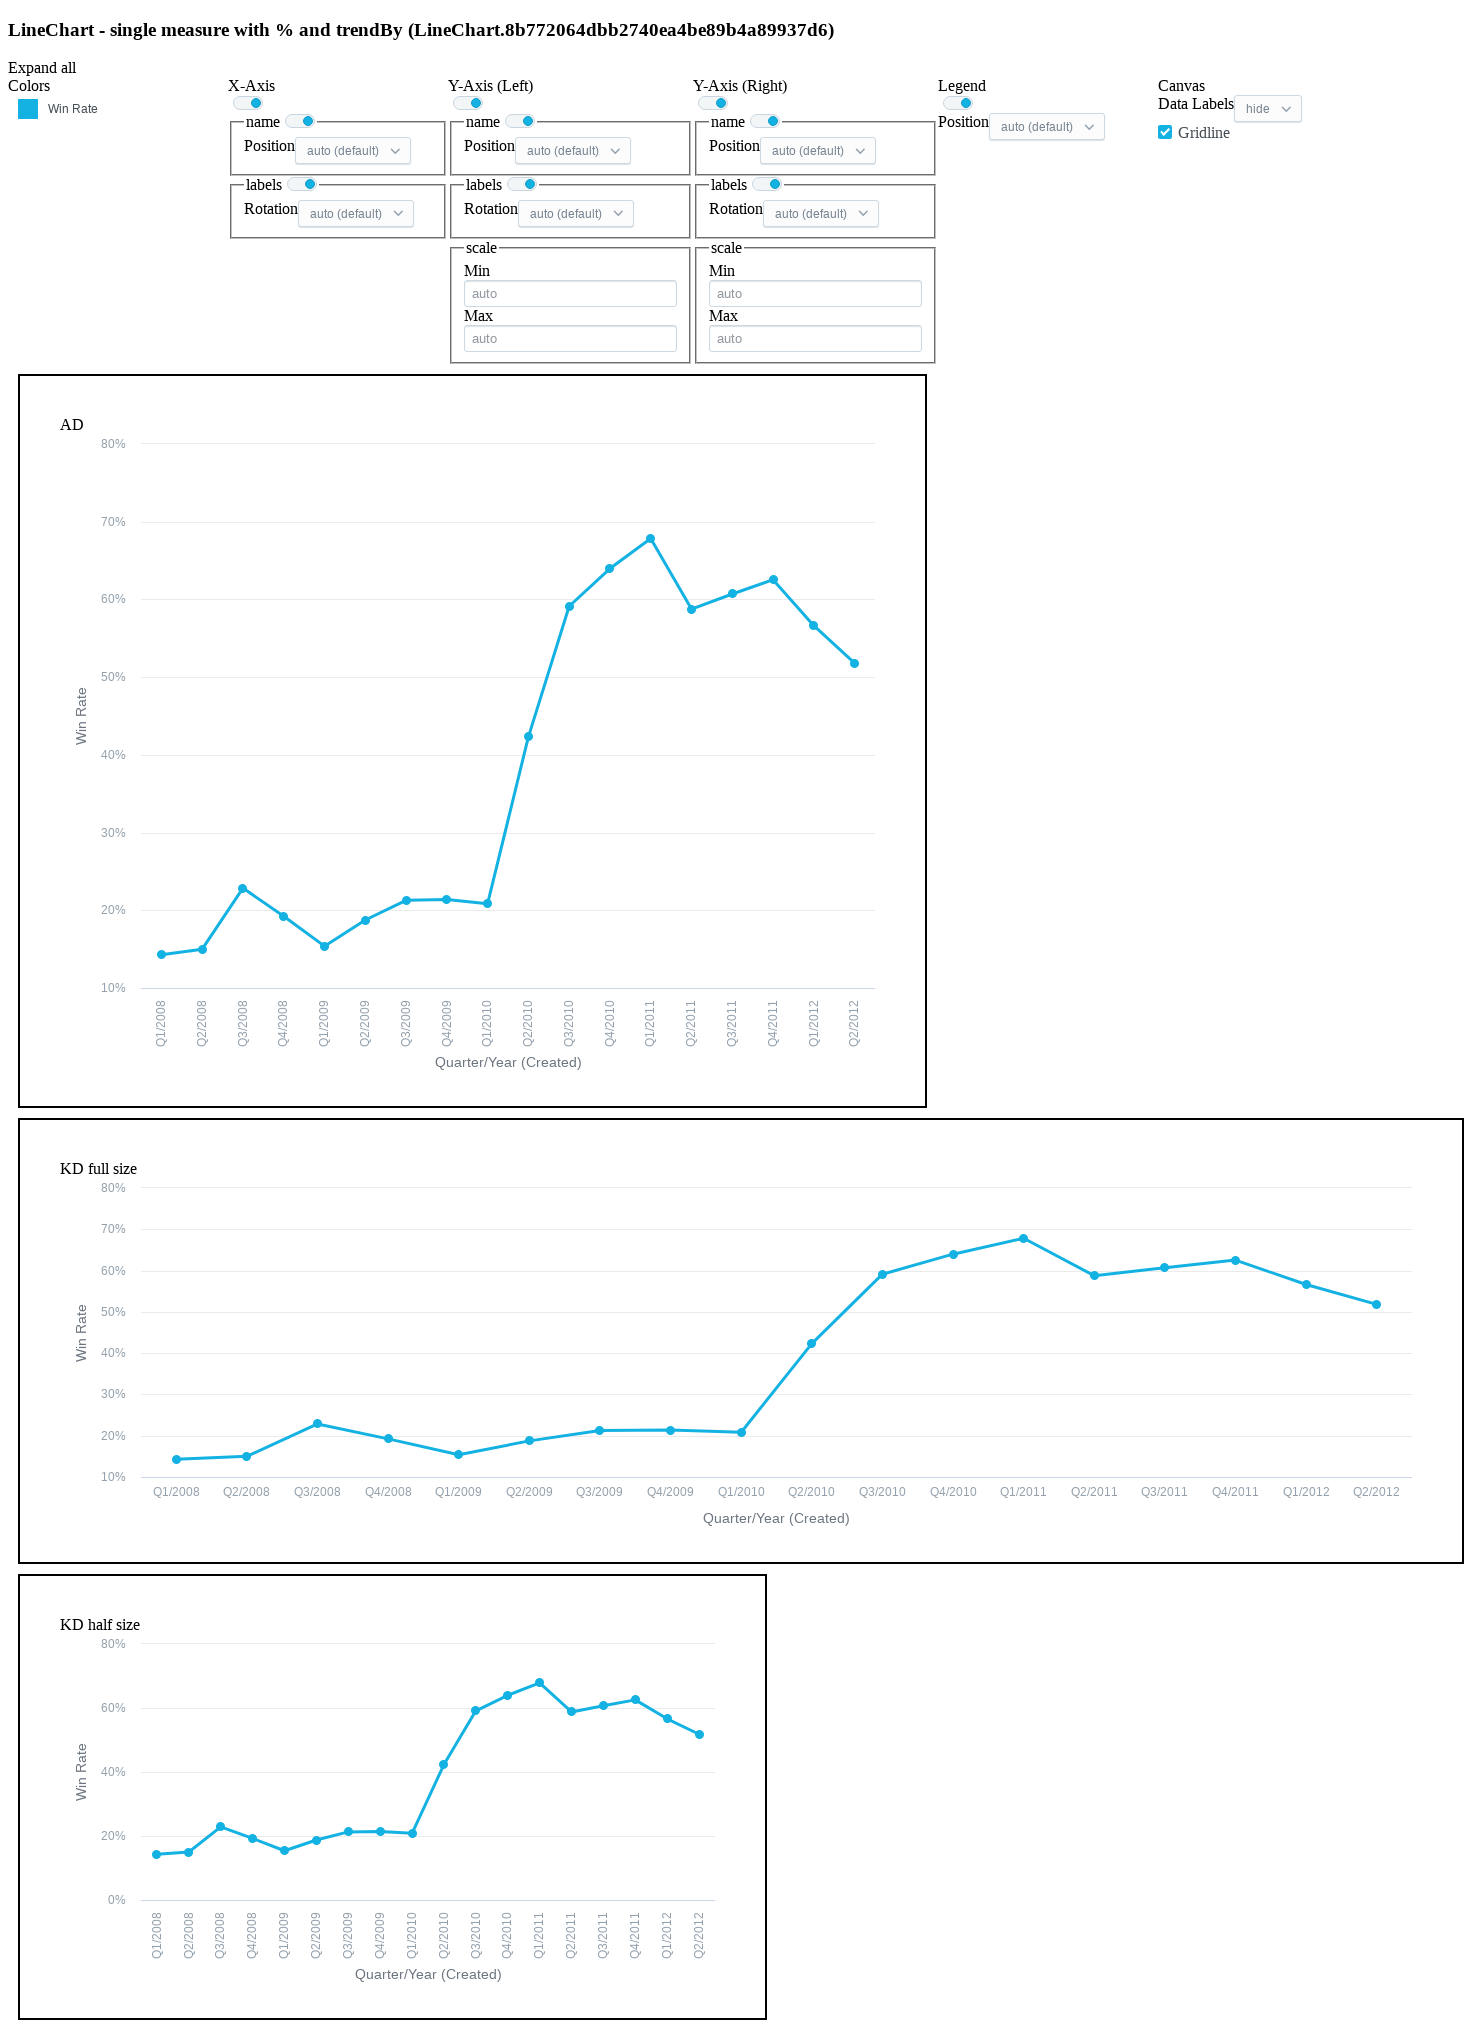 LineChart - single measure with % and trendBy (LineChart.8b772064dbb2740ea4be89b4a89937d6)
Expand all
Colors
Win Rate
X-Axis
name
Position auto (default)
labels
Rotation auto (default)
Y-Axis (Left)
name
Position auto (default)
labels
Rotation auto (default)
scale
Min
auto
Max
auto
Y-Axis (Right)
name
Position auto (default)
labels
Rotation auto (default)
scale
Min
auto
Max
auto
Legend
Position auto (default)
Canvas
Data Labels hide
Gridline
AD
80%
70%
60%
50%
40%
30%
20%
10%
Win Rate
Q1/2008 Q2/2008 Q3/2008 Q4/2008 Q1/2009 Q2/2009 Q3/2009 Q4/2009 Q1/2010 Q2/2010 Q3/2010 Q4/2010 Q1/2011 Q2/2011 Q3/2011 Q4/2011 Q1/2012 Q2/2012
Quarter/Year (Created)
KD full size
80%
70%
60%
50%
40%
30%
20%
10%
Win Rate
Q1/2008 Q2/2008 Q3/2008 Q4/2008 Q1/2009 Q2/2009 Q3/2009 Q4/2009 Q1/2010 Q2/2010 Q3/2010 Q4/2010 Q1/2011 Q2/2011 Q3/2011 Q4/2011 Q1/2012 Q2/2012
Quarter/Year (Created)
KD half size
80%
60%
40%
20%
0%
Win Rate
Q1/2008 Q2/2008 Q3/2008 Q4/2008 Q1/2009 Q2/2009 Q3/2009 Q4/2009 Q1/2010 Q2/2010 Q3/2010 Q4/2010 Q1/2011 Q2/2011 Q3/2011 Q4/2011 Q1/2012 Q2/2012
Quarter/Year (Created)